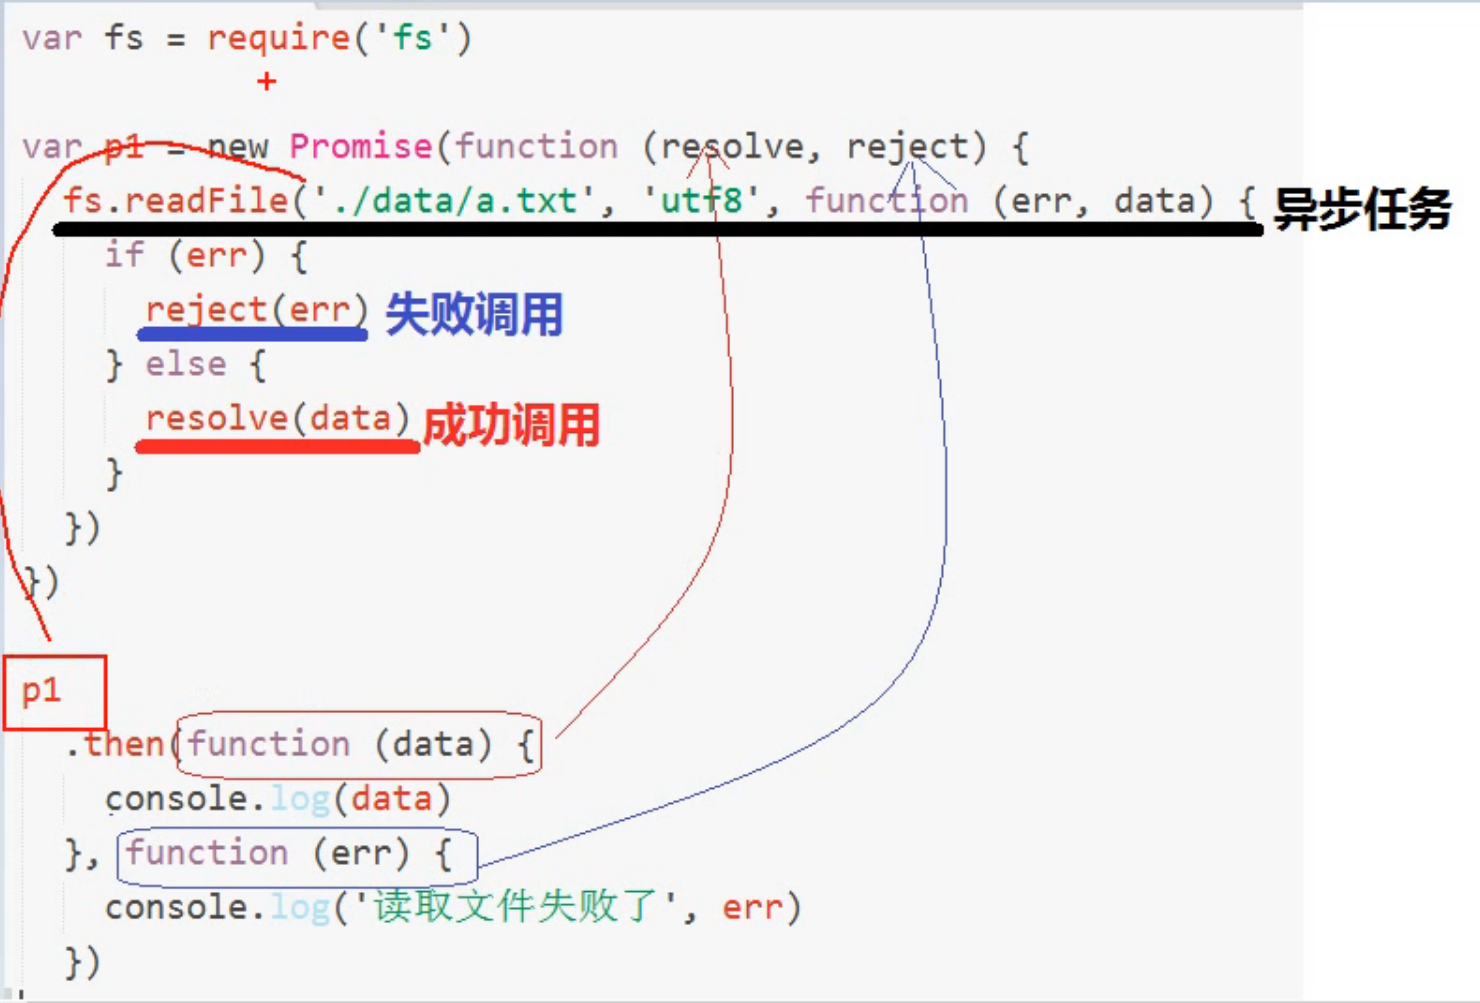 var fs = require('fs')
var p1 = new Promise(function (resolve, reject) {
fs.readFile('./data/a.txt', 'utf8', function (err, data) { 异步任务
if (err) {
reject(err) 失败调用
} else {
resolve(data) 成功调用
}
})
})
p1
.then(function (data) {
console.log(data)
}, function (err) {
console.log('读取文件失败了', err)
})